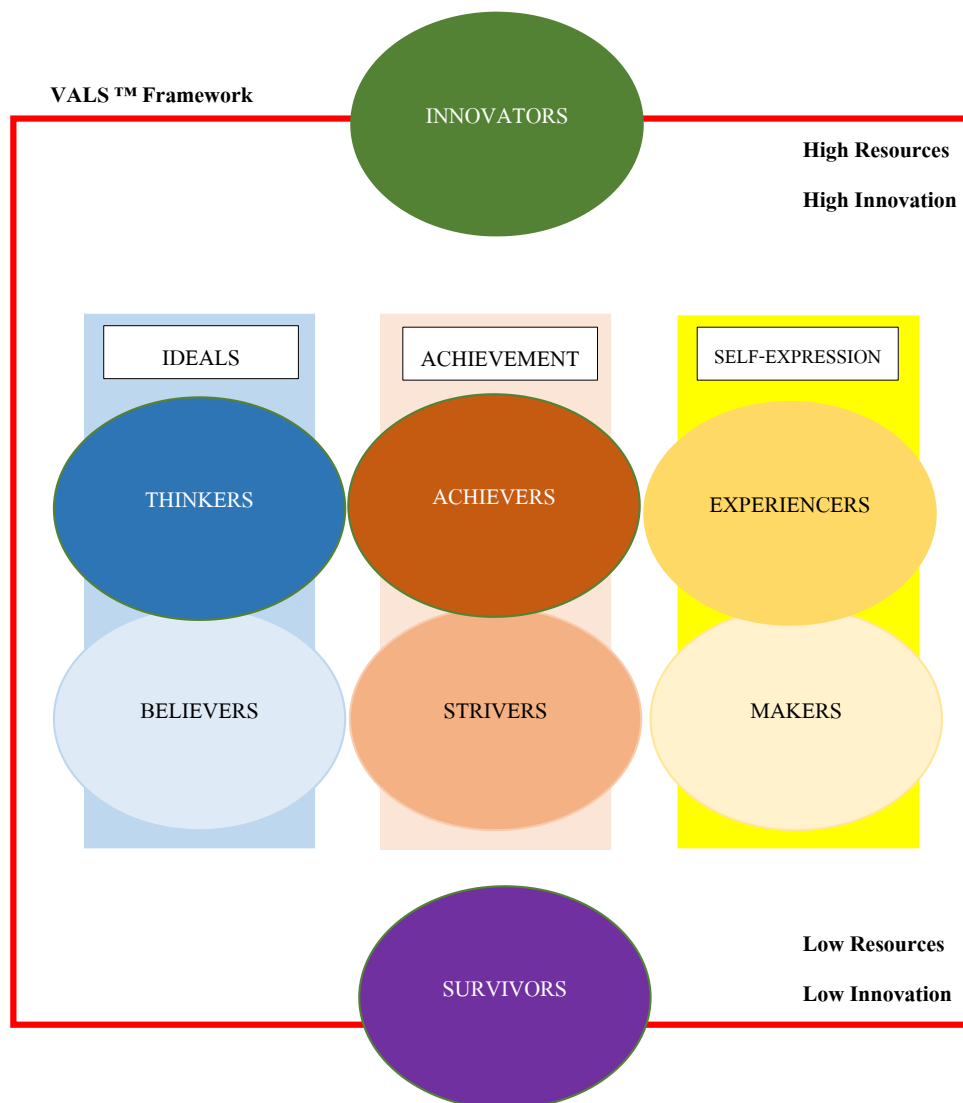 VALS ™ Framework
INNOVATORS
High Resources
High Innovation
IDEALS
ACHIEVEMENT
SELF-EXPRESSION
THINKERS
ACHIEVERS
EXPERIENCERS
BELIEVERS
STRIVERS
MAKERS
Low Resources
SURVIVORS
Low Innovation